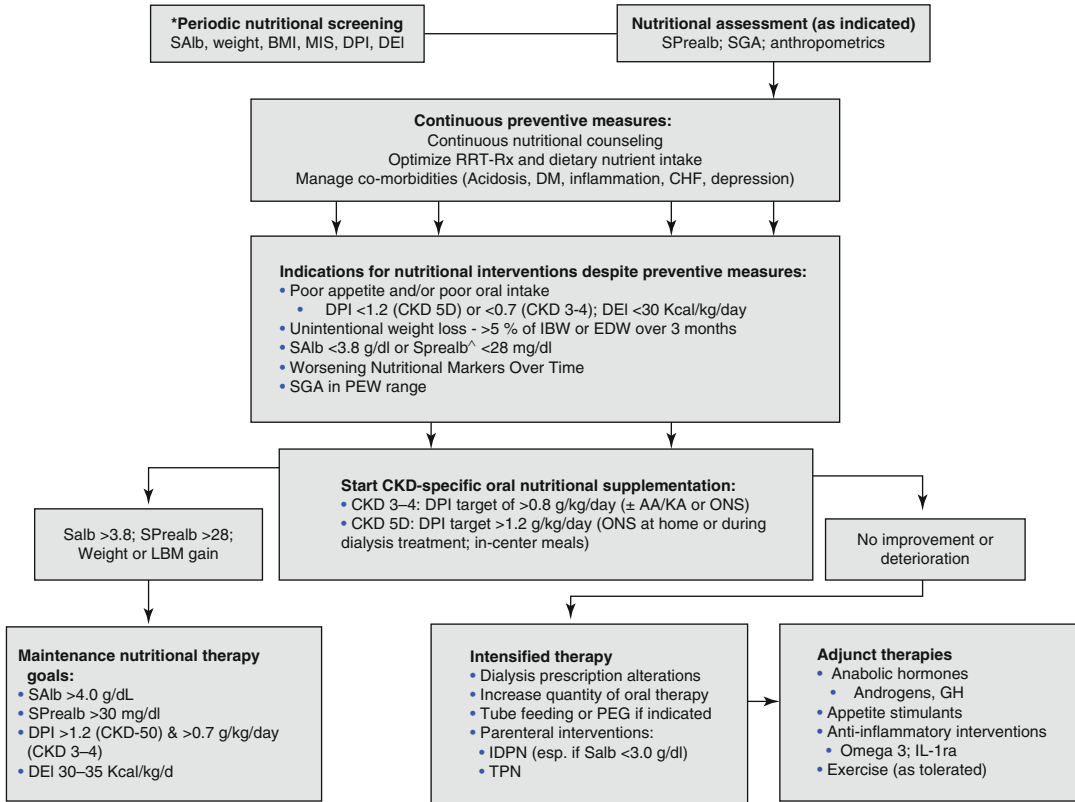 *Periodic nutritional screening
SAlb, weight, BMI, MIS, DPI, DEI
Nutritional assessment (as indicated)
SPrealb; SGA; anthropometrics
Continuous preventive measures:
Continuous nutritional counseling
Optimize RRT-Rx and dietary nutrient intake
Manage co-morbidities (Acidosis, DM, inflammation, CHF, depression)
Indications for nutritional interventions despite preventive measures:
• Poor appetite and/or poor oral intake
• DPI <1.2 (CKD 5D) or <0.7 (CKD 3-4); DEI <30 Kcal/kg/day
• Unintentional weight loss - >5 % of IBW or EDW over 3 months
• SAlb <3.8 g/dl or Sprealb^ <28 mg/dl
• Worsening Nutritional Markers Over Time
• SGA in PEW range
Start CKD-specific oral nutritional supplementation:
• CKD 3–4: DPI target of >0.8 g/kg/day (± AA/KA or ONS)
• CKD 5D: DPI target >1.2 g/kg/day (ONS at home or during
dialysis treatment; in-center meals)
Salb >3.8; SPrealb >28;
Weight or LBM gain
No improvement or
deterioration
Maintenance nutritional therapy
goals:
• SAlb >4.0 g/dL
• SPrealb >30 mg/dl
• DPI >1.2 (CKD-50) & >0.7 g/kg/day
(CKD 3–4)
• DEI 30–35 Kcal/kg/d
Intensified therapy
• Dialysis prescription alterations
• Increase quantity of oral therapy
• Tube feeding or PEG if indicated
• Parenteral interventions:
• IDPN (esp. if Salb <3.0 g/dl)
• TPN
Adjunct therapies
• Anabolic hormones
• Androgens, GH
• Appetite stimulants
• Anti-inflammatory interventions
• Omega 3; IL-1ra
• Exercise (as tolerated)